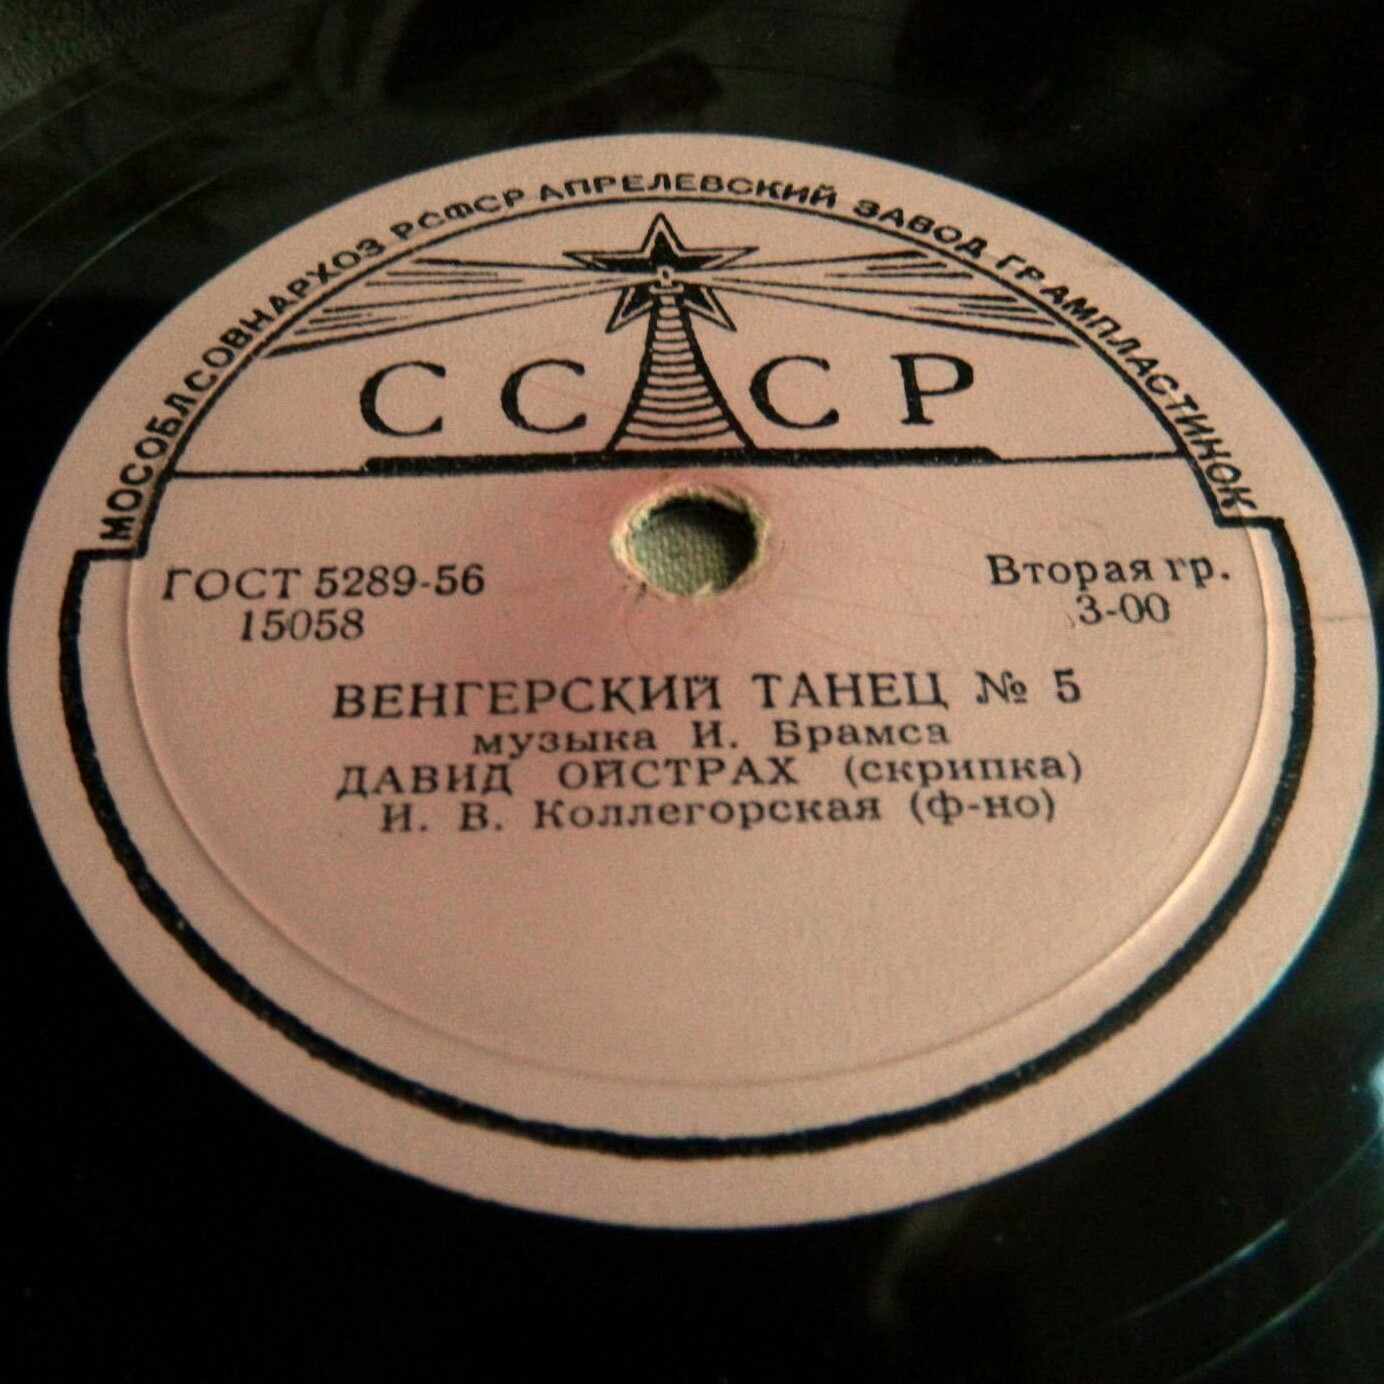 МОСОБЛСОВНАРХОЗ РСФСР АПРЕЛЕВСКИЙ ЗАВОД ГРАМПЛАСТИНОК
СССР
ГОСТ 5289-56
15058
Вторая гр.
3-00
ВЕНГЕРСКИЙ ТАНЕЦ № 5
музыка И. Брамса
ДАВИД ОЙСТРАХ (скрипка)
И. В. Коллегорская (ф-но)